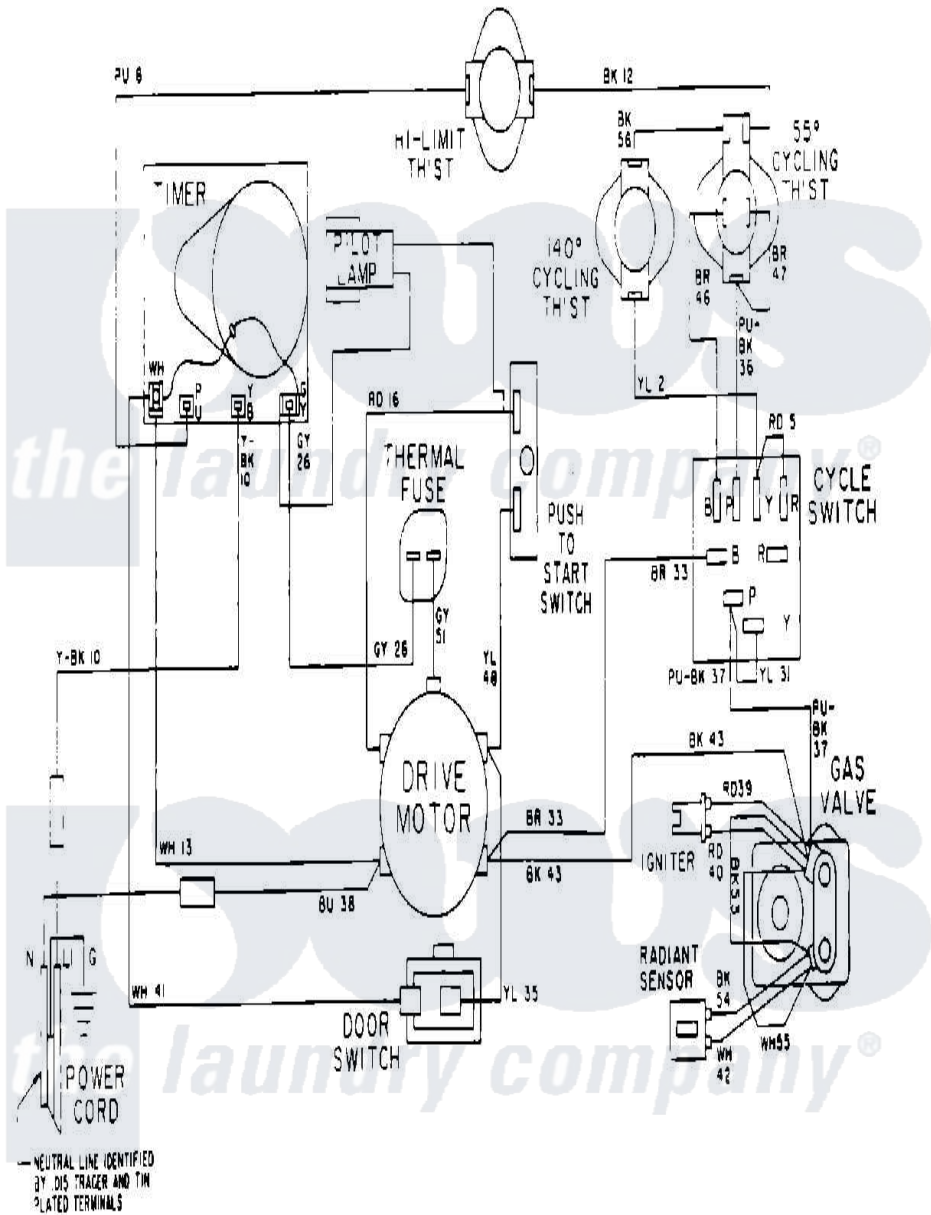 PU 8
BK 12
HI-LIMIT
TH'ST
BK
56
55°
CYCLING
TH'ST
TIMER
PILOT
LAMP
140°
CYCLING
TH'ST
BR
46
BR
47
PU-
BK
36
WH
P
U
Y
B
G
Y
RD 16
YL 2
RD 5
Y-
BK
10
GY
26
THERMAL
FUSE
PUSH
TO
START
SWITCH
CYCLE
SWITCH
B
P
Y
R
B
R
P
Y
BR 33
GY 26
GY
51
YL
48
Y-BK 10
PU-BK 37
YL 31
PU-
BK
37
BK 43
DRIVE
MOTOR
GAS
VALVE
RD39
BR 33
IGNITER
RD
40
BK53
WH 13
BK 43
BU 38
N
L
G
RADIANT
SENSOR
BK
54
WH 41
YL 35
DOOR
SWITCH
WH55
WH
42
POWER
CORD
NEUTRAL LINE IDENTIFIED
BY .015 TRACER AND TIN
PLATED TERMINALS
the laundry company®
the laundry company®